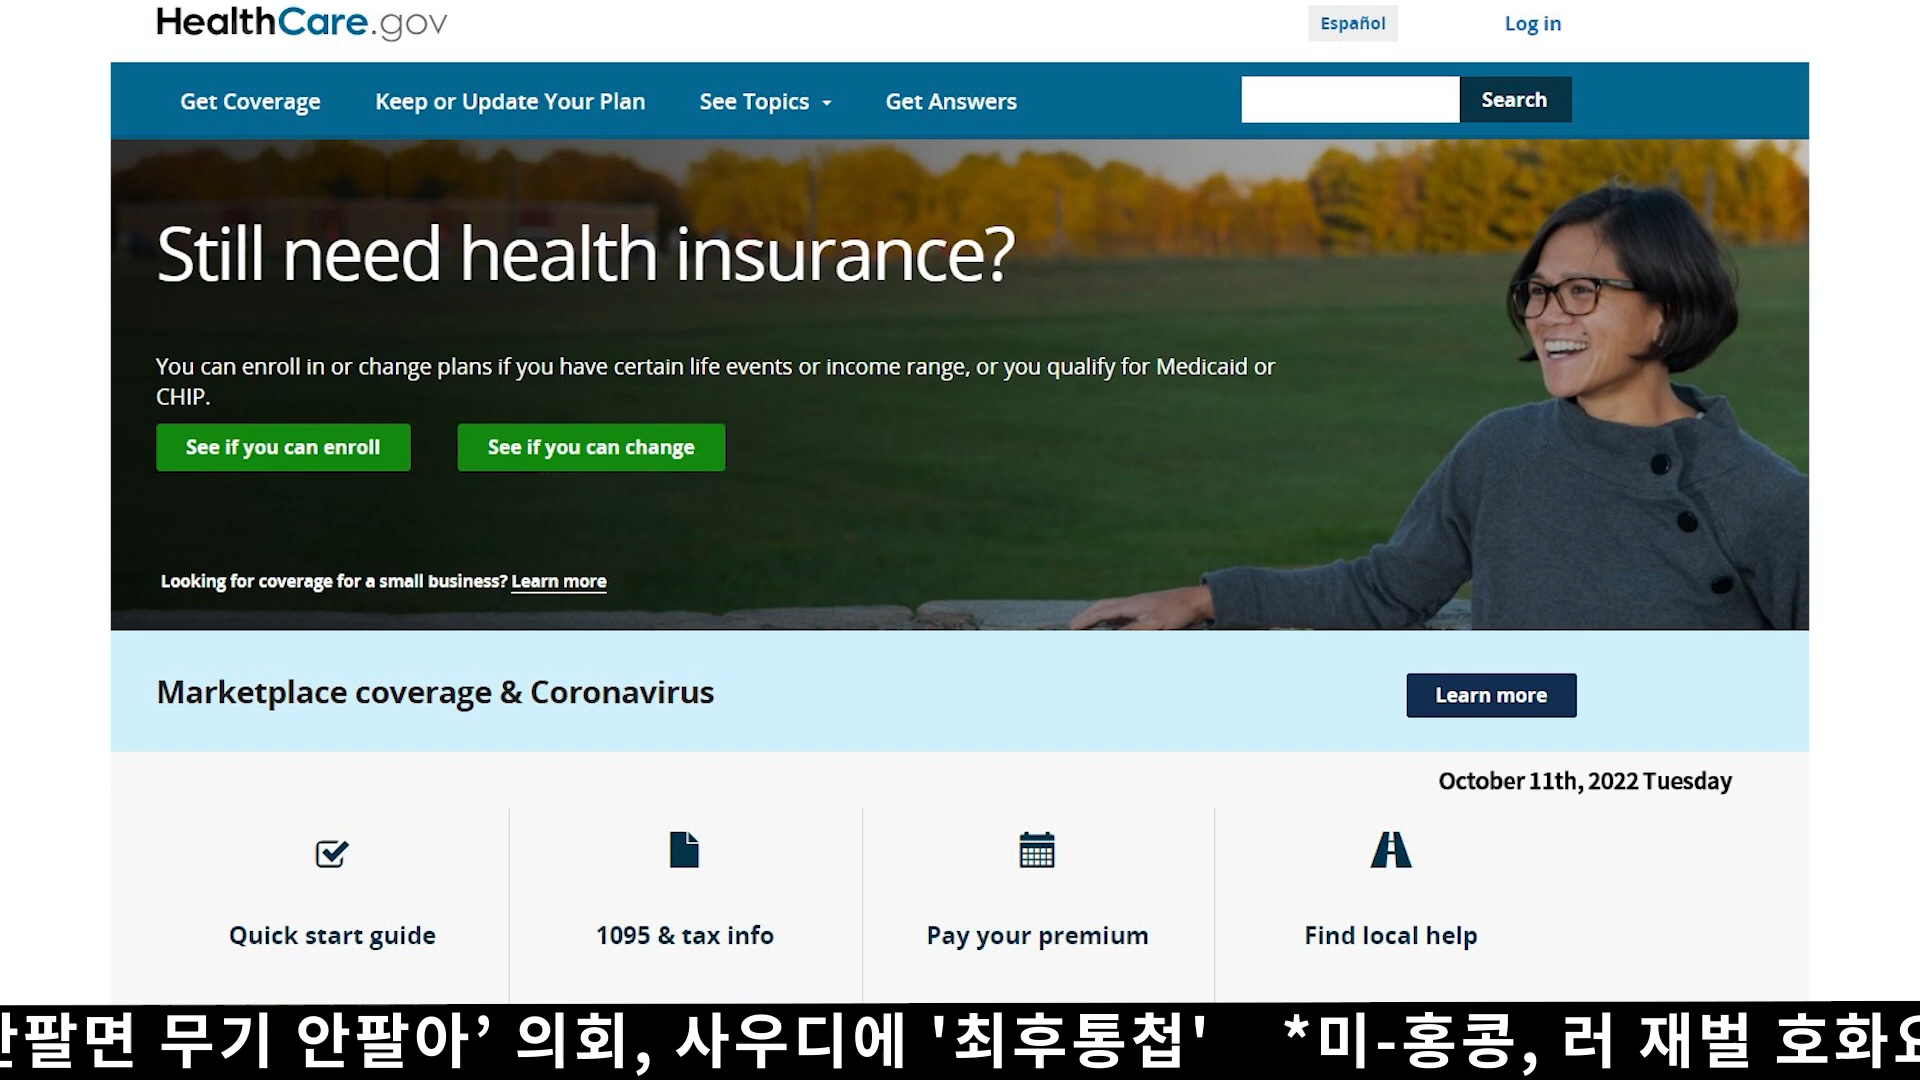 HealthCare.gov
Español
Log in
Get Coverage
Keep or Update Your Plan
See Topics
Get Answers
Search
Still need health insurance?
You can enroll in or change plans if you have certain life events or income range, or you qualify for Medicaid or
CHIP.
See if you can enroll
See if you can change
Looking for coverage for a small business? Learn more
Marketplace coverage & Coronavirus
Learn more
October 11th, 2022 Tuesday
Quick start guide
1095 & tax info
Pay your premium
Find local help
무기 안팔아’ 의회, 사우디에 '최후통첩' *미-홍콩, 러 재벌